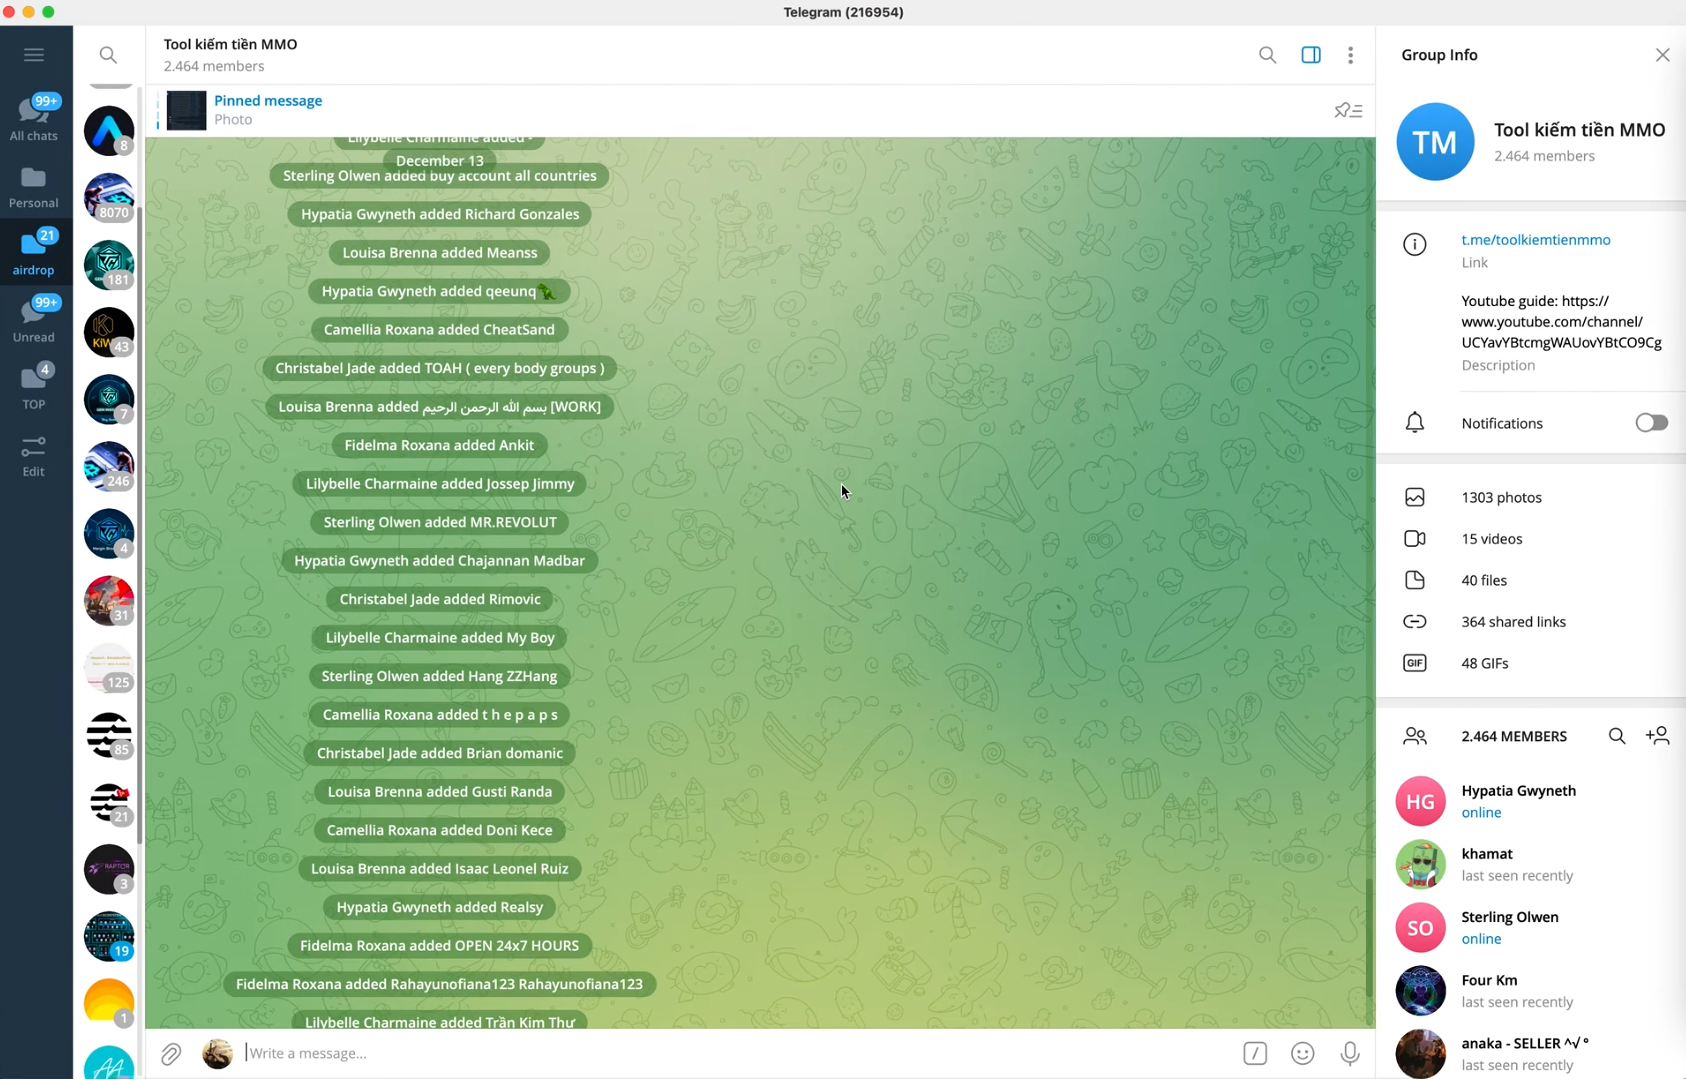 Telegram (216954)
99+
All chats
Personal
21
airdrop
99+
Unread
4
TOP
Edit
8
8070
181
43
7
246
4
31
125
85
21
3
19
1
Tool kiếm tiền MMO
2.464 members
Pinned message
Photo
Lilybelle Charmaine added -
December 13
Sterling Olwen added buy account all countries
Hypatia Gwyneth added Richard Gonzales
Louisa Brenna added Meanss
Hypatia Gwyneth added qeeunq🦖
Camellia Roxana added CheatSand
Christabel Jade added TOAH ( every body groups )
Louisa Brenna added بسم الله الرحمن الرحيم [WORK]
Fidelma Roxana added Ankit
Lilybelle Charmaine added Jossep Jimmy
Sterling Olwen added MR.REVOLUT
Hypatia Gwyneth added Chajannan Madbar
Christabel Jade added Rimovic
Lilybelle Charmaine added My Boy
Sterling Olwen added Hang ZZHang
Camellia Roxana added t h e p a p s
Christabel Jade added Brian domanic
Louisa Brenna added Gusti Randa
Camellia Roxana added Doni Kece
Louisa Brenna added Isaac Leonel Ruiz
Hypatia Gwyneth added Realsy
Fidelma Roxana added OPEN 24x7 HOURS
Fidelma Roxana added Rahayunofiana123 Rahayunofiana123
Lilybelle Charmaine added Trần Kim Thư
Write a message...
Group Info
TM
Tool kiếm tiền MMO
2.464 members
t.me/toolkiemtienmmo
Link
Youtube guide: https://
www.youtube.com/channel/
UCYavYBtcmgWAUovYBtCO9Cg
Description
Notifications
1303 photos
15 videos
40 files
364 shared links
GIF
48 GIFs
2.464 MEMBERS
HG
Hypatia Gwyneth
online
khamat
last seen recently
SO
Sterling Olwen
online
Four Km
last seen recently
anaka - SELLER ^√ °
last seen recently